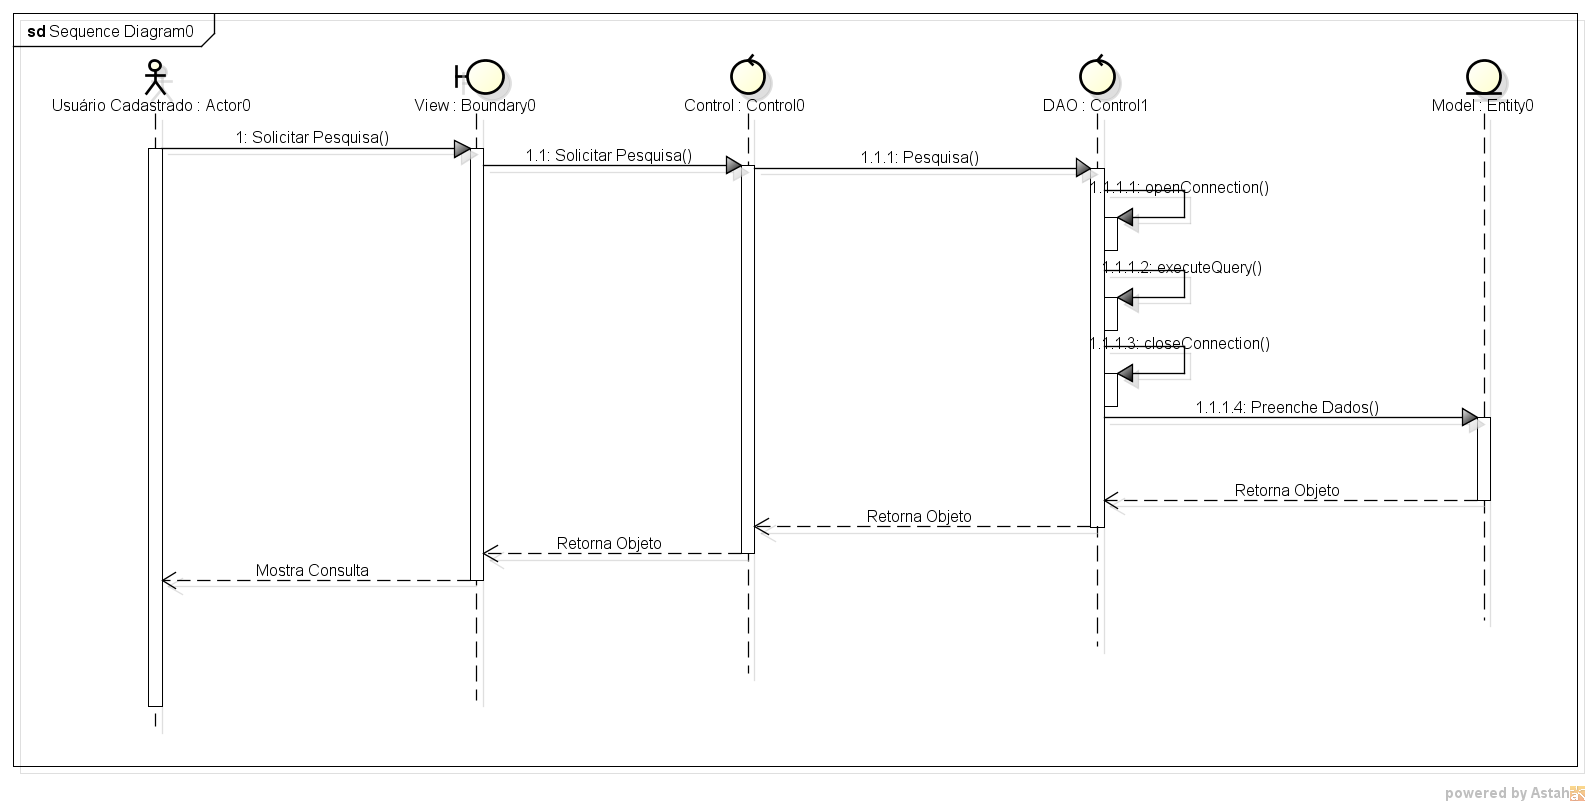 sd Sequence Diagram0
Usuário Cadastrado : Actor0
View : Boundary0
Control : Control0
DAO : Control1
Model : Entity0
1: Solicitar Pesquisa()
1.1: Solicitar Pesquisa()
1.1.1: Pesquisa()
1.1.1.1: openConnection()
1.1.1.2: executeQuery()
1.1.1.3: closeConnection()
1.1.1.4: Preenche Dados()
Retorna Objeto
Retorna Objeto
Retorna Objeto
Mostra Consulta
powered by Astah